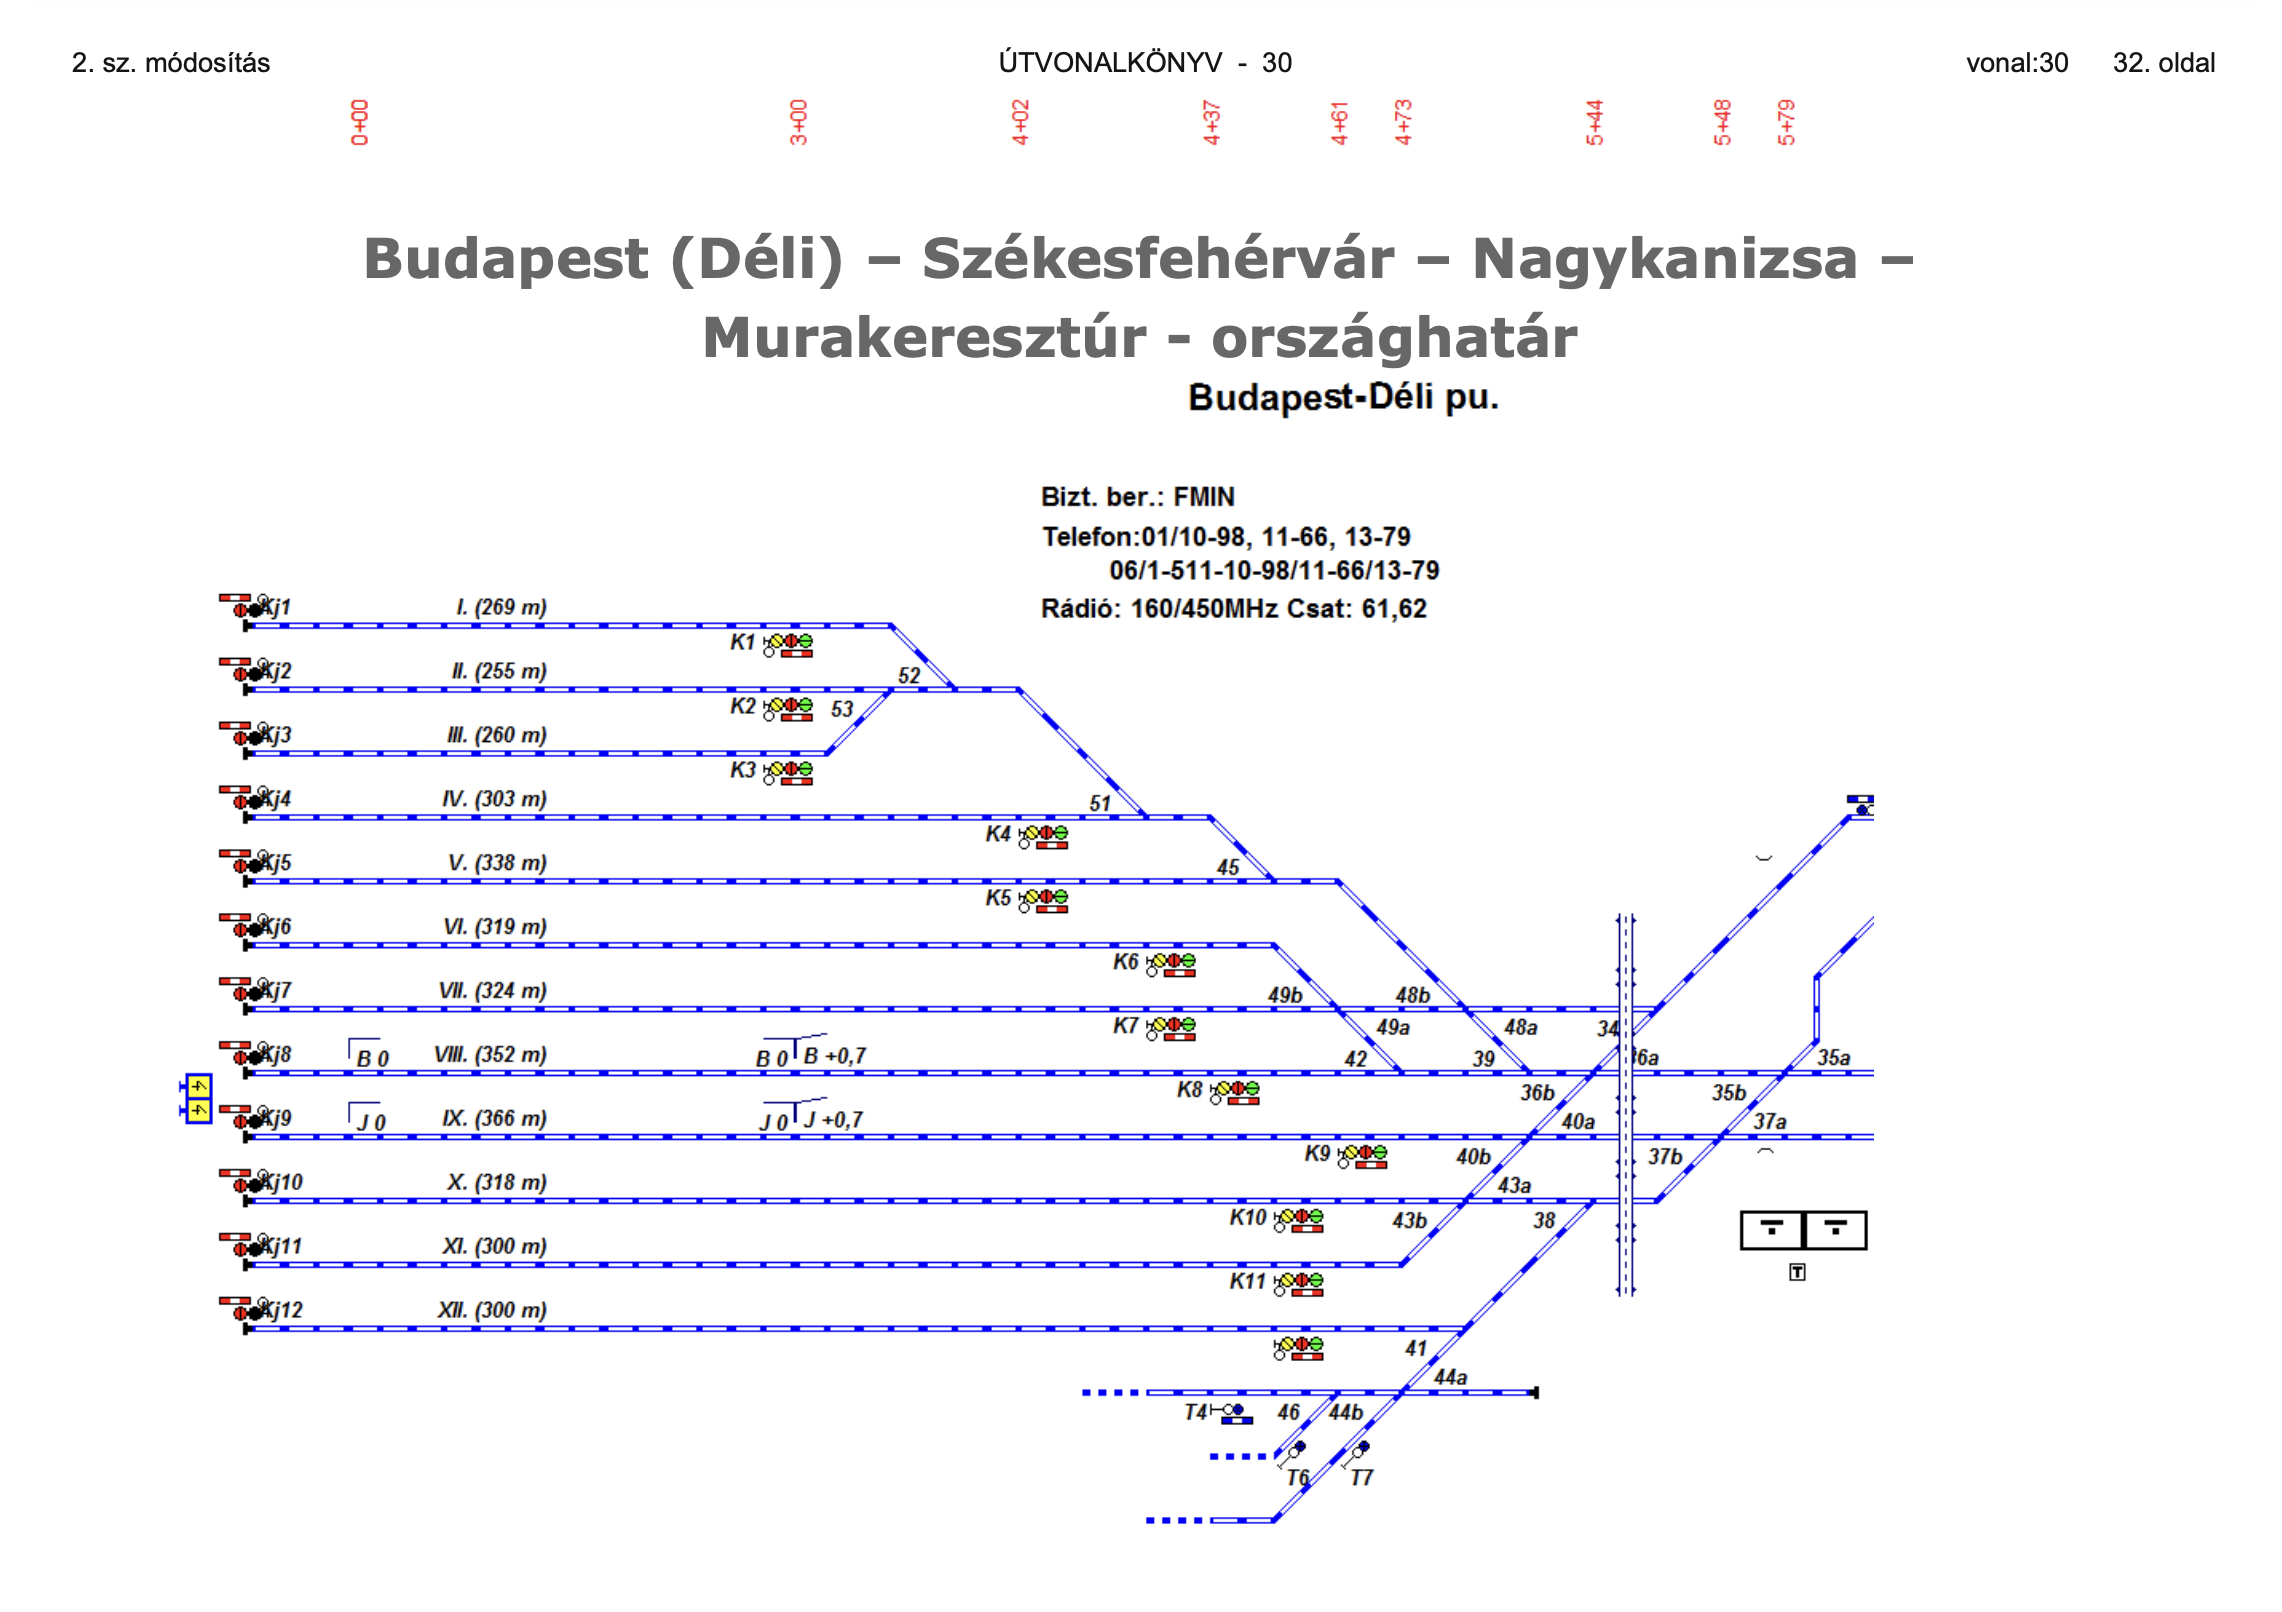 2. sz. módosítás ÚTVONALKÖNYV - 30 vonal:30 32. oldal
0+00 3+00 4+02 4+37 4+61 4+73 5+44 5+48 5+79
Budapest (Déli) – Székesfehérvár – Nagykanizsa –
Murakeresztúr - országhatár
Budapest-Déli pu.
Bizt. ber.: FMIN
Telefon:01/10-98, 11-66, 13-79
06/1-511-10-98/11-66/13-79
Rádió: 160/450MHz Csat: 61,62
Kj1 I. (269 m)
K1
Kj2 II. (255 m) 52
K2 53
Kj3 III. (260 m)
K3
Kj4 IV. (303 m) 51
K4
Kj5 V. (338 m) 45
K5
Kj6 VI. (319 m)
K6
Kj7 VII. (324 m) 49b 48b
K7 49a 48a 34
Kj8 B 0 VIII. (352 m) B 0 B +0,7 42 39 36a 35a
K8 36b 35b
4
4
Kj9 J 0 IX. (366 m) J 0 J +0,7 40a 37a
K9 40b 37b
Kj10 X. (318 m) 43a
K10 43b 38
Kj11 XI. (300 m)
K11
T
Kj12 XII. (300 m)
41
44a
T4 46 44b
T6 T7